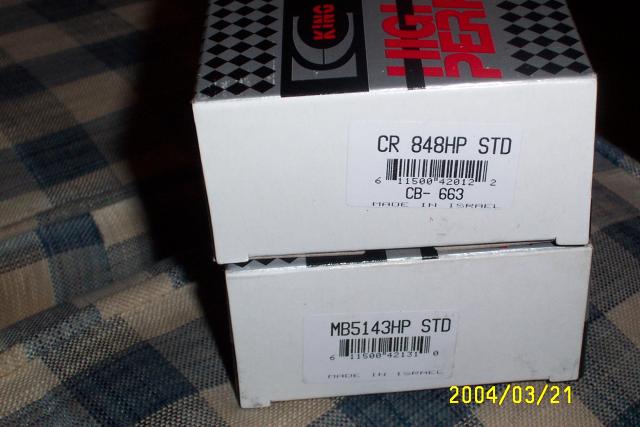 KING
HIGH
PERF
CR 848HP STD
6 11500 42012 2
CB- 663
MADE IN ISRAEL
MB5143HP STD
6 11500 42131 0
MADE IN ISRAEL
2004/03/21